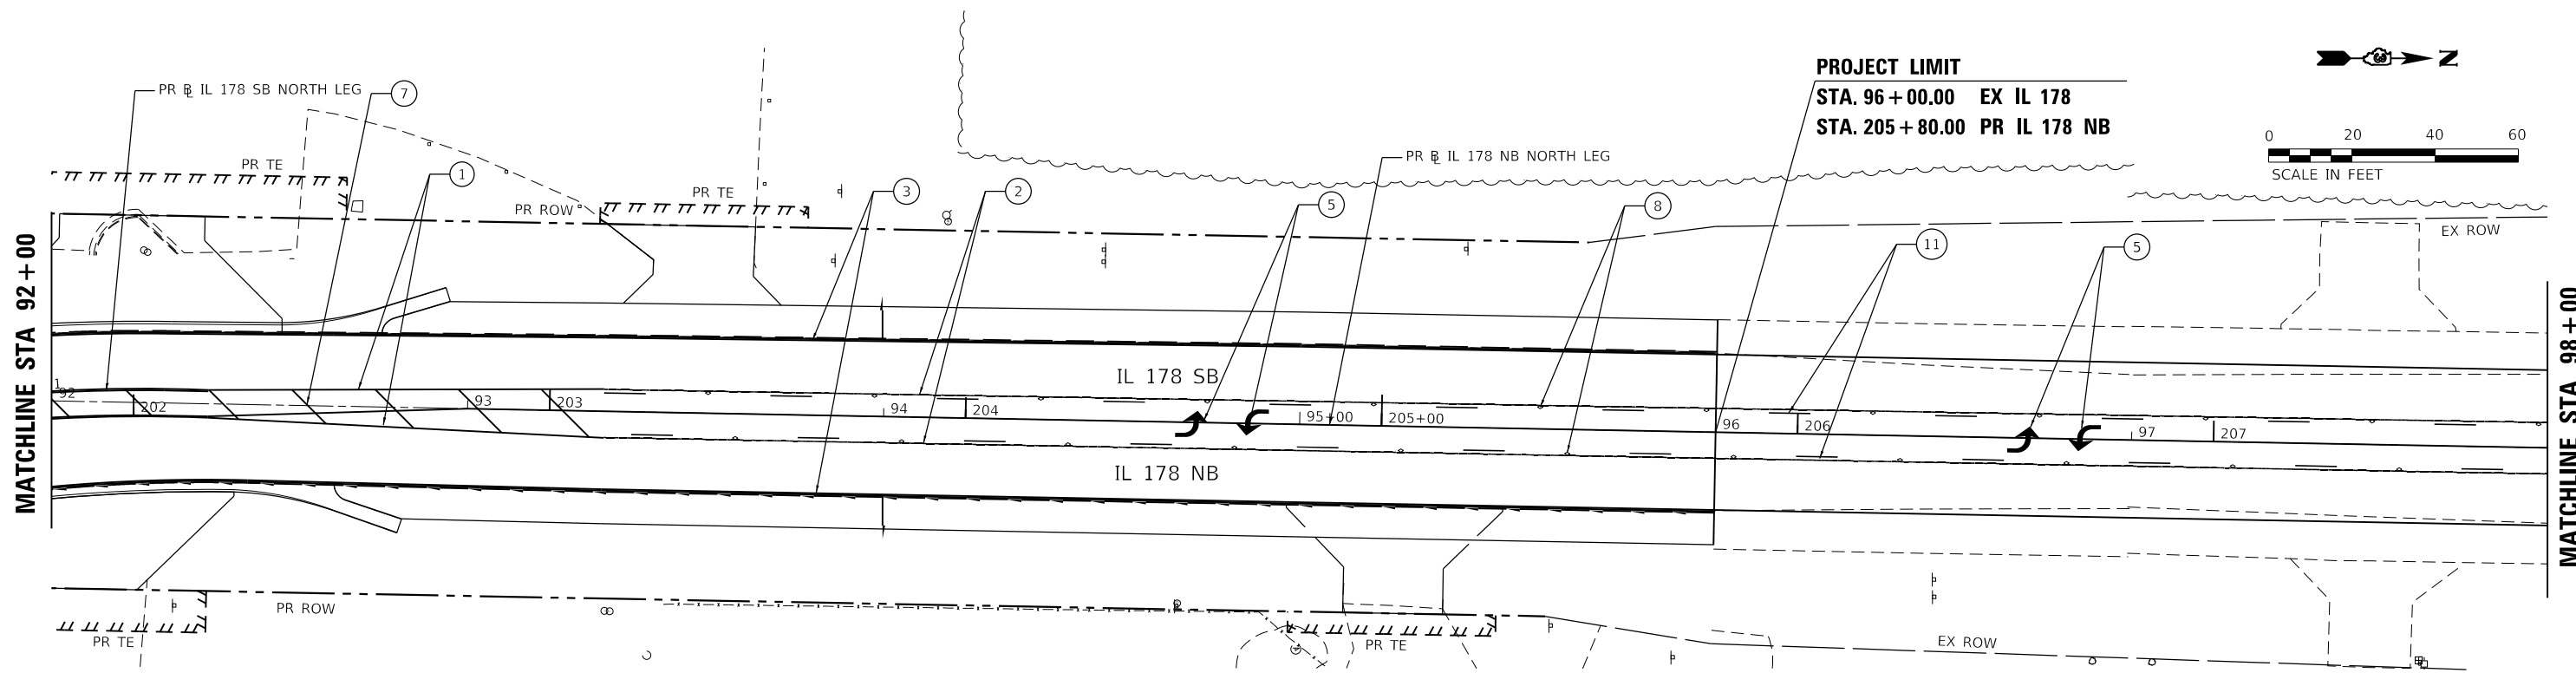 PROJECT LIMIT
STA. 96+00.00 EX IL 178
STA. 205+80.00 PR IL 178 NB
N
0 20 40 60
SCALE IN FEET
PR BL IL 178 SB NORTH LEG
7
PR TE
1
PR ROW
PR TE
3
2
PR BL IL 178 NB NORTH LEG
5
8
11
5
EX ROW
MATCHLINE STA 92+00
MATCHLINE STA 98+00
IL 178 SB
1
92
202
93
203
94
204
95+00
205+00
96
206
97
207
IL 178 NB
PR ROW
PR TE
PR TE
EX ROW